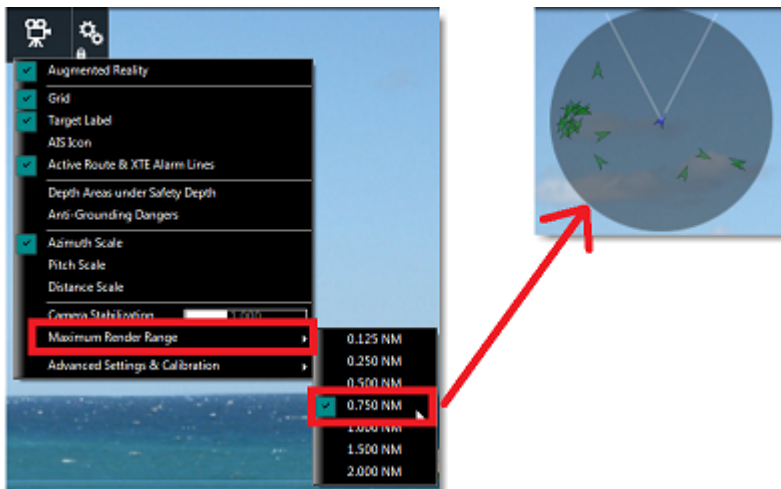 Augmented Reality
Grid
Target Label
AIS Icon
Active Route & XTE Alarm Lines
Depth Areas under Safety Depth
Anti-Grounding Dangers
Azimuth Scale
Pitch Scale
Distance Scale
Camera Stabilization 1.000
Maximum Render Range
Advanced Settings & Calibration
0.125 NM
0.250 NM
0.500 NM
0.750 NM
1.000 NM
1.500 NM
2.000 NM